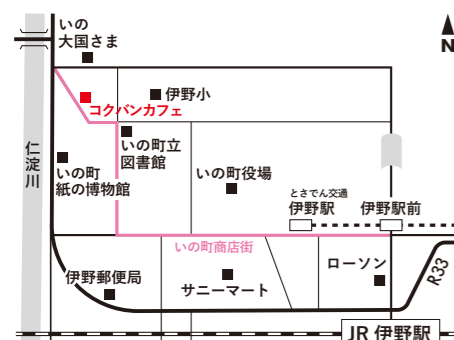 いの
大国さま
N
伊野小
コクバンカフェ
いの町立
図書館
仁淀川
いの町
紙の博物館
いの町役場
とさでん交通
伊野駅
伊野駅前
いの町商店街
伊野郵便局
サニーマート
ローソン
R33
JR 伊野駅